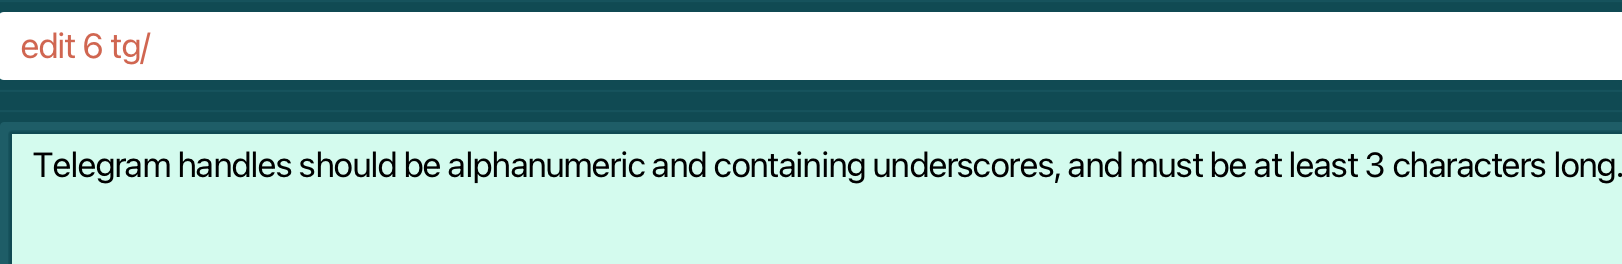 edit 6 tg/
Telegram handles should be alphanumeric and containing underscores, and must be at least 3 characters long.